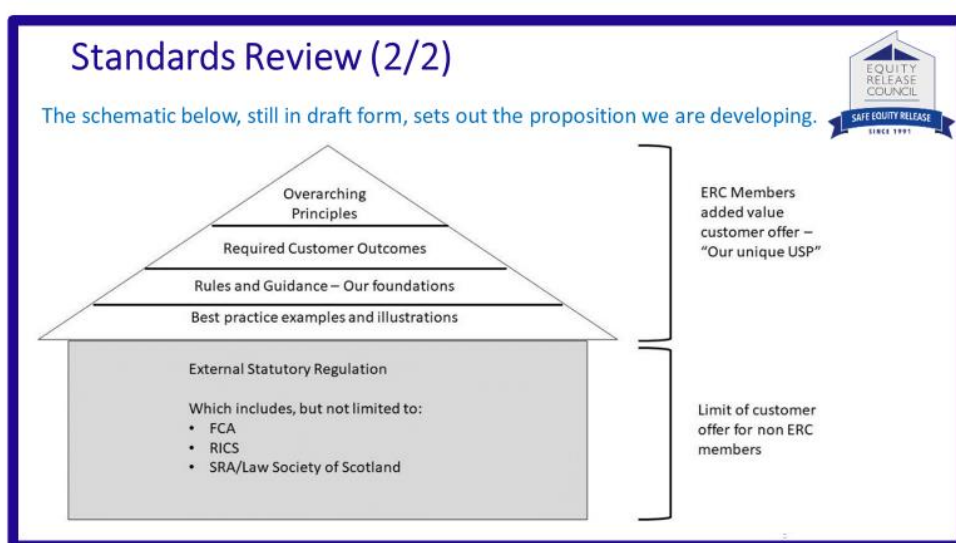 Standards Review (2/2)
EQUITY
RELEASE
COUNCIL
SAFE EQUITY RELEASE
SINCE 1991
The schematic below, still in draft form, sets out the proposition we are developing.
Overarching
Principles
Required Customer Outcomes
Rules and Guidance – Our foundations
Best practice examples and illustrations
ERC Members
added value
customer offer –
“Our unique USP”
External Statutory Regulation
Which includes, but not limited to:
• FCA
• RICS
• SRA/Law Society of Scotland
Limit of customer
offer for non ERC
members